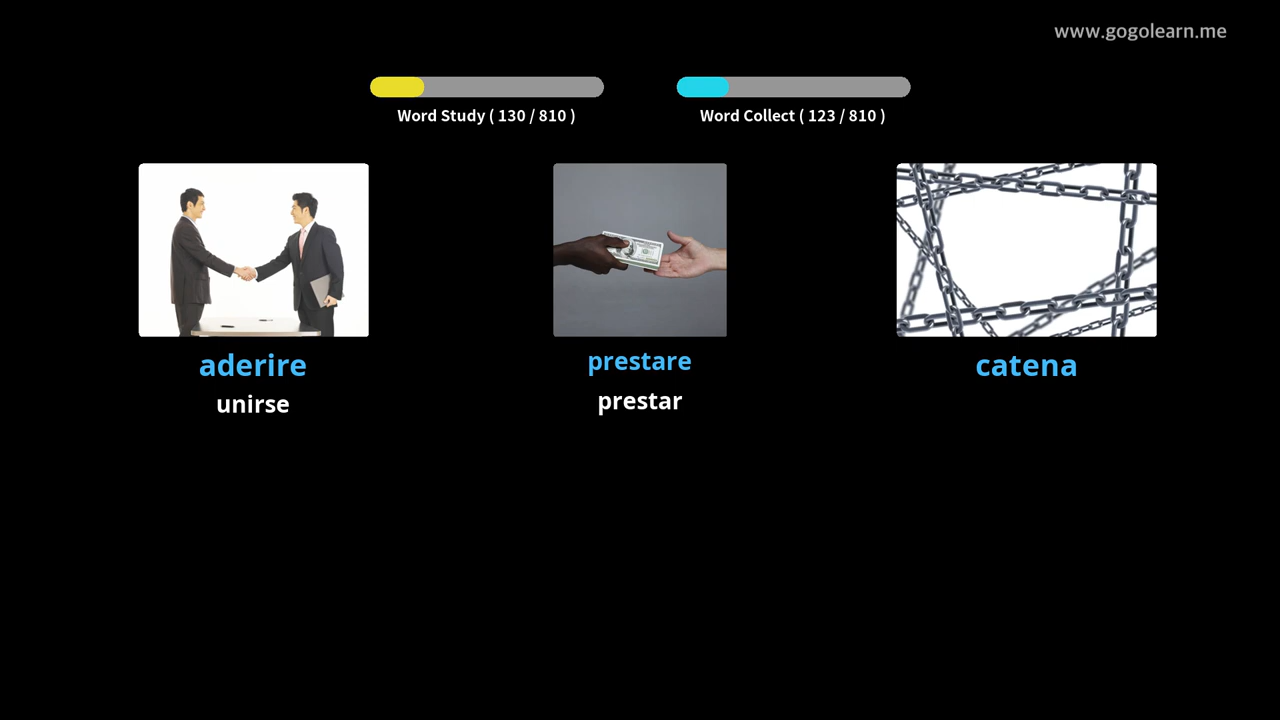 www.gogolearn.me
Word Study ( 130 / 810 )
Word Collect ( 123 / 810 )
aderire
unirse
prestare
prestar
catena